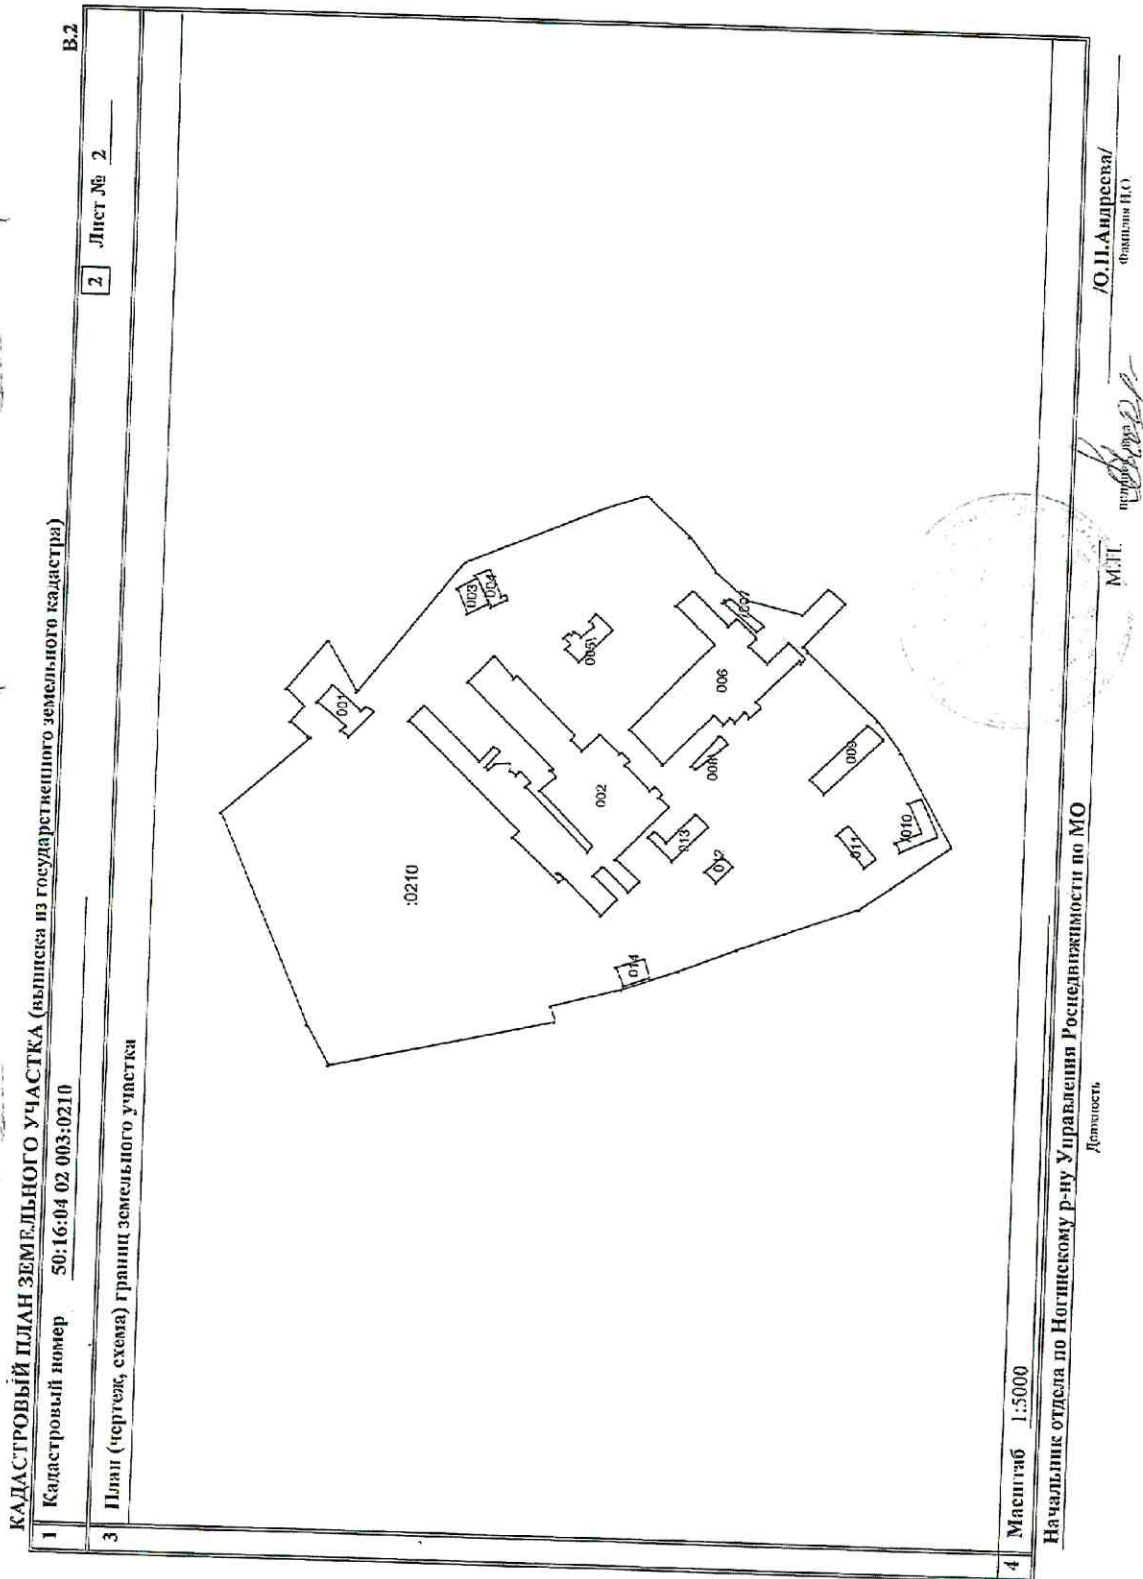 КАДАСТРОВЫЙ ПЛАН ЗЕМЕЛЬНОГО УЧАСТКА (выписка из государственного земельного кадастра)
В.2
1 Кадастровый номер 50:16:04 02 003:0210
2 Лист № 2
3 План (чертеж, схема) границ земельного участка
001
003
004
005
:0210
002
006
007
008
013
012
009
014
011
010
4 Масштаб 1:5000
Начальник отдела по Ногинскому р-ну Управления Роснедвижимости по МО
/О.П.Андреева/
Должность
М.П.
Фамилия И.О.